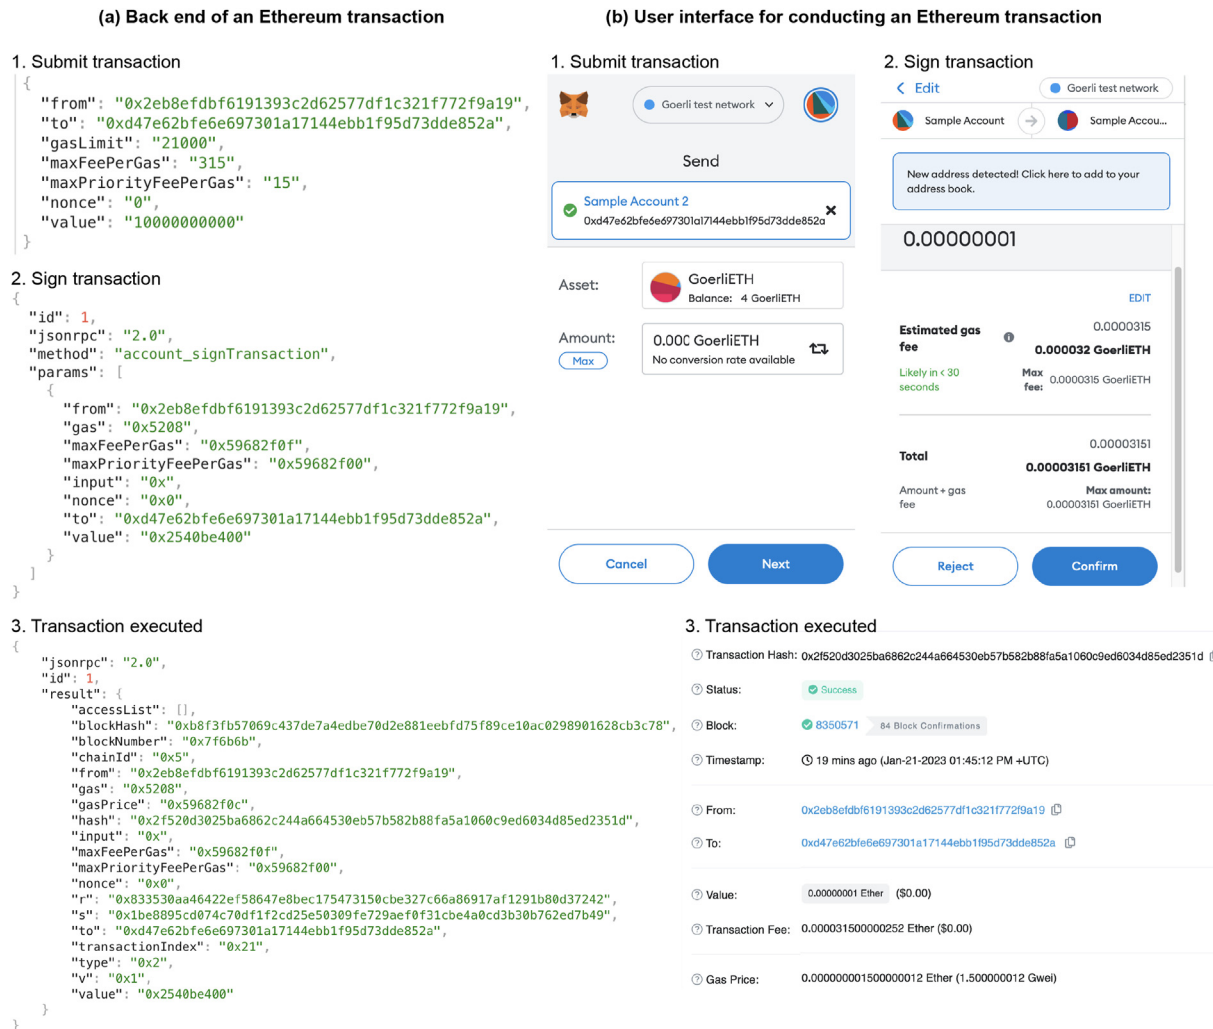 (a) Back end of an Ethereum transaction
1. Submit transaction
{
"from": "0x2eb8efdbf6191393c2d62577df1c321f772f9a19",
"to": "0xd47e62bfe6e697301a17144ebb1f95d73dde852a",
"gasLimit": "21000",
"maxFeePerGas": "315",
"maxPriorityFeePerGas": "15",
"nonce": "0",
"value": "10000000000"
}
2. Sign transaction
{
"id": 1,
"jsonrpc": "2.0",
"method": "account_signTransaction",
"params": [
{
"from": "0x2eb8efdbf6191393c2d62577df1c321f772f9a19",
"gas": "0x5208",
"maxFeePerGas": "0x59682f0f",
"maxPriorityFeePerGas": "0x59682f00",
"input": "0x",
"nonce": "0x0",
"to": "0xd47e62bfe6e697301a17144ebb1f95d73dde852a",
"value": "0x2540be400"
}
]
}
3. Transaction executed
{
"jsonrpc": "2.0",
"id": 1,
"result": {
"accessList": [],
"blockHash": "0xb8f3fb57069c437de7a4edbe70d2e881eebfd75f89ce10ac0298901628cb3c78",
"blockNumber": "0x7f6b6b",
"chainId": "0x5",
"from": "0x2eb8efdbf6191393c2d62577df1c321f772f9a19",
"gas": "0x5208",
"gasPrice": "0x59682f0c",
"hash": "0x2f520d3025ba6862c244a664530eb57b582b88fa5a1060c9ed6034d85ed2351d",
"input": "0x",
"maxFeePerGas": "0x59682f0f",
"maxPriorityFeePerGas": "0x59682f00",
"nonce": "0x0",
"r": "0x833530aa46422ef58647e8bec175473150cbe327c66a86917af1291b80d37242",
"s": "0x1be8895cd074c70df1f2cd25e50309fe729aef0f31cbe4a0cd3b30b762ed7b49",
"to": "0xd47e62bfe6e697301a17144ebb1f95d73dde852a",
"transactionIndex": "0x21",
"type": "0x2",
"v": "0x1",
"value": "0x2540be400"
}
}
(b) User interface for conducting an Ethereum transaction
1. Submit transaction
Goerli test network
Send
Sample Account 2
0xd47e62bfe6e697301a17144ebb1f95d73dde852a
Asset:
GoerliETH
Balance: 4 GoerliETH
Amount:
Max
0.00C GoerliETH
No conversion rate available
Cancel
Next
2. Sign transaction
Edit
Goerli test network
Sample Account
Sample Accou...
New address detected! Click here to add to your
address book.
0.00000001
EDIT
Estimated gas
fee
0.0000315
0.000032 GoerliETH
Likely in < 30
seconds
Max
fee:
0.0000315 GoerliETH
Total
0.00003151
0.00003151 GoerliETH
Amount + gas
fee
Max amount:
0.00003151 GoerliETH
Reject
Confirm
3. Transaction executed
Transaction Hash: 0x2f520d3025ba6862c244a664530eb57b582b88fa5a1060c9ed6034d85ed2351d
Status: Success
Block: 8350571 84 Block Confirmations
Timestamp: 19 mins ago (Jan-21-2023 01:45:12 PM +UTC)
From: 0x2eb8efdbf6191393c2d62577df1c321f772f9a19
To: 0xd47e62bfe6e697301a17144ebb1f95d73dde852a
Value: 0.00000001 Ether ($0.00)
Transaction Fee: 0.000031500000252 Ether ($0.00)
Gas Price: 0.000000001500000012 Ether (1.500000012 Gwei)